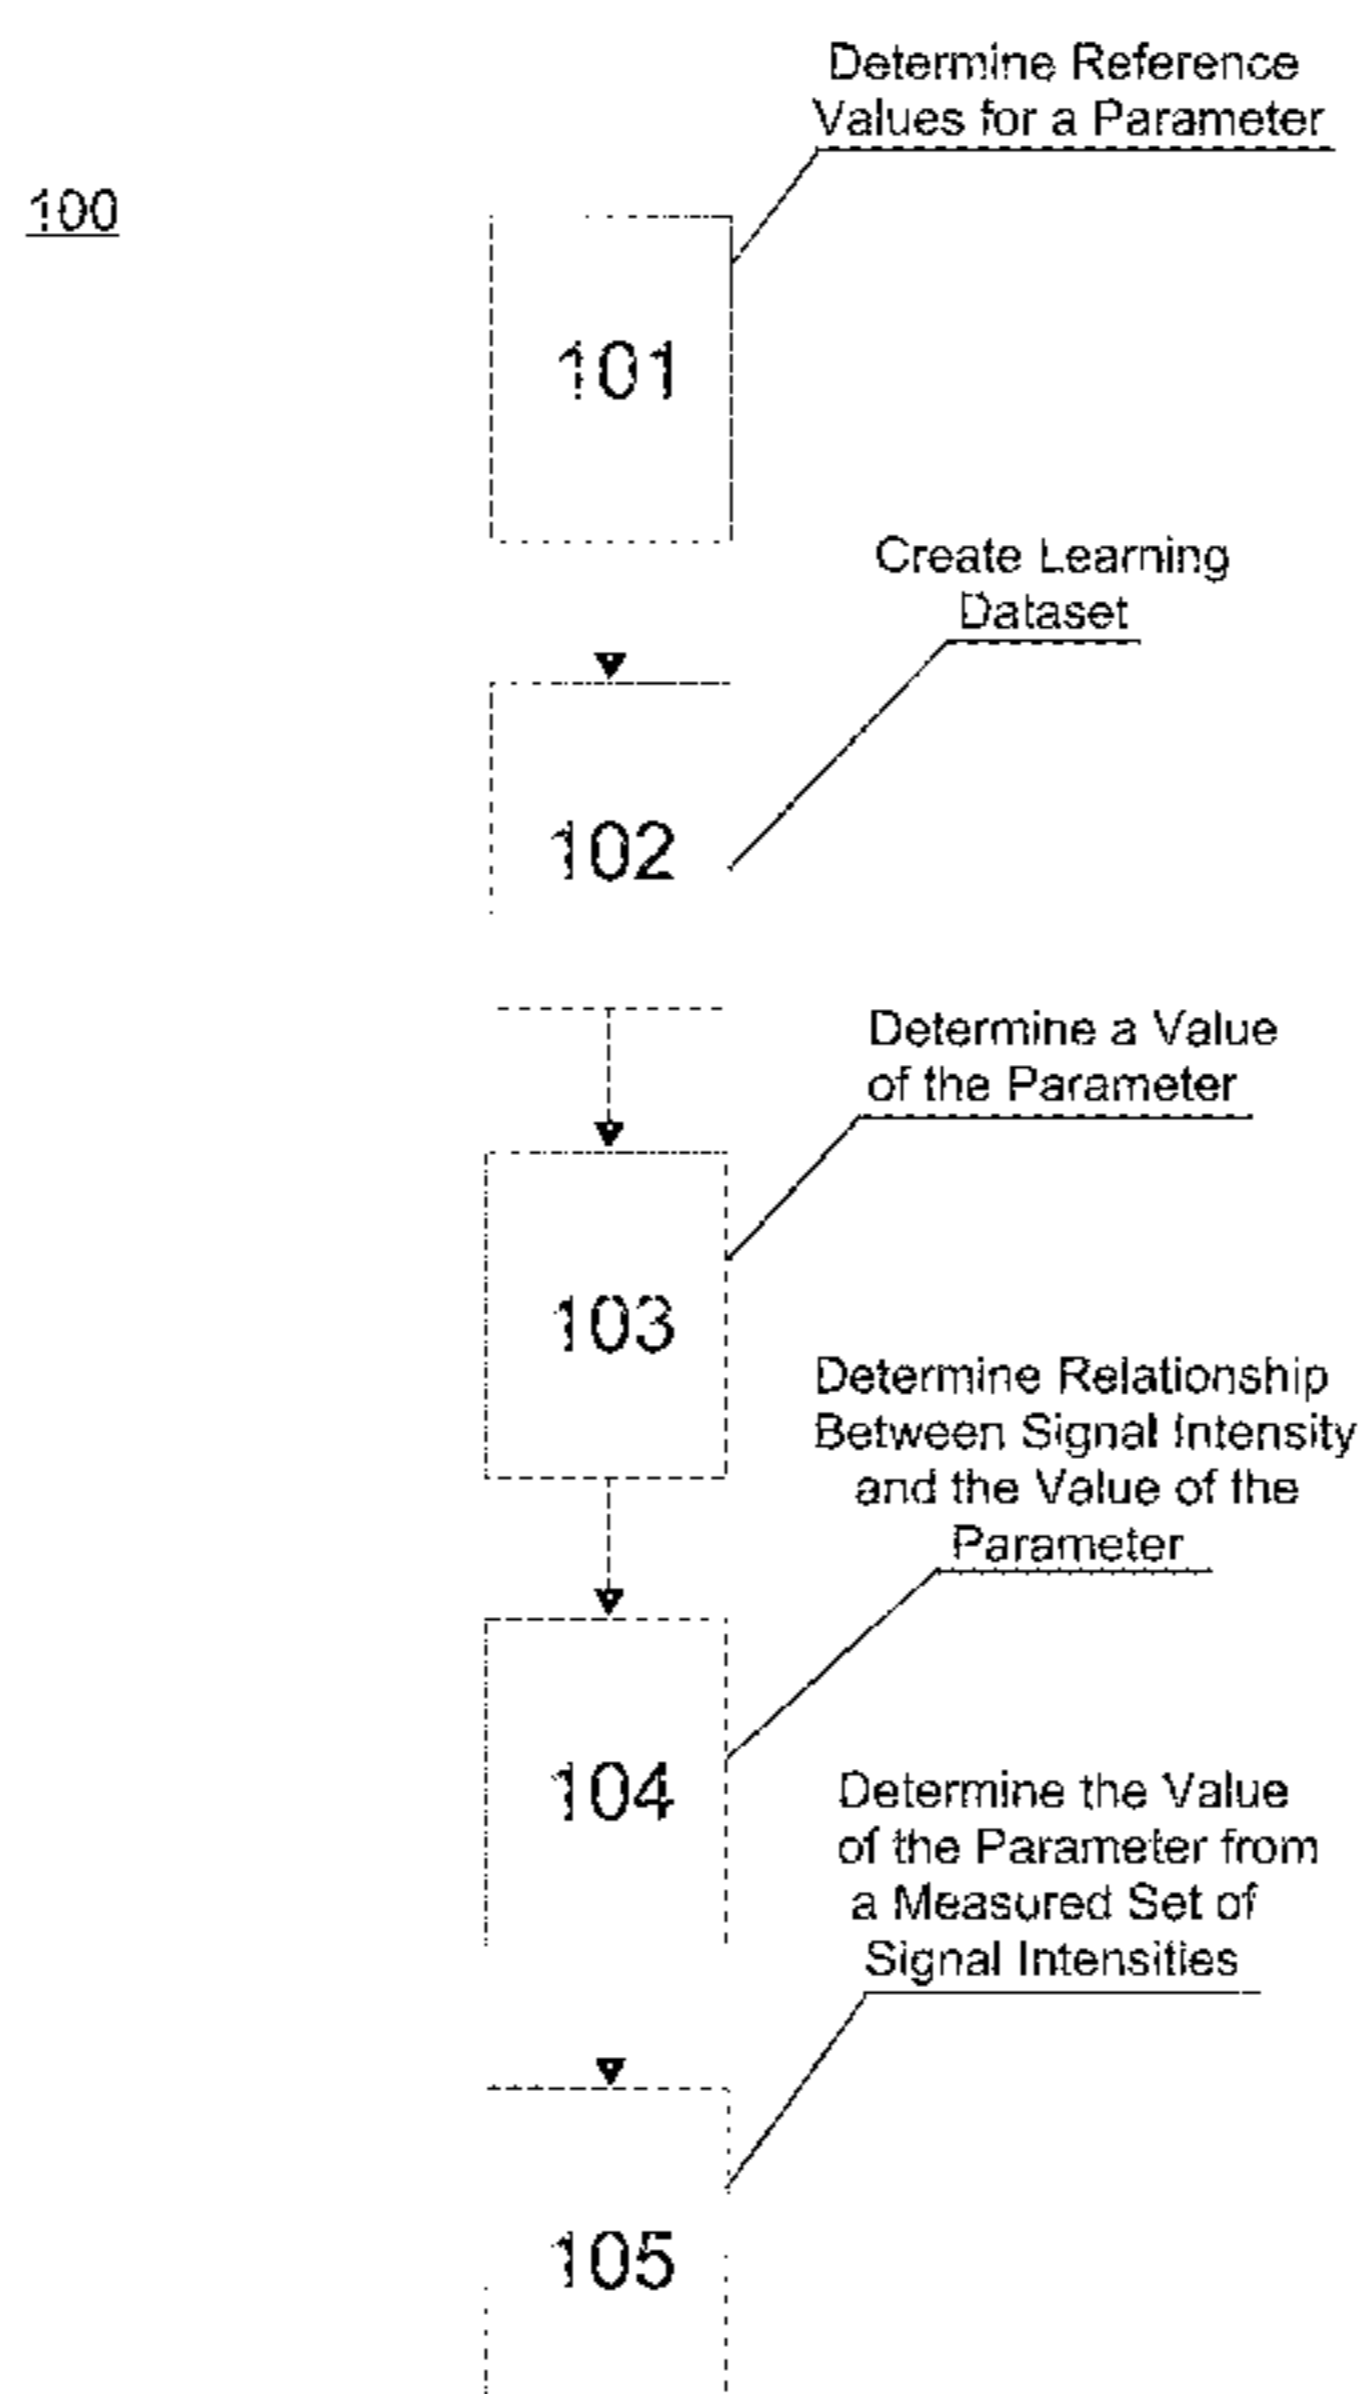 Determine Reference
Values for a Parameter
100
101
Create Learning
Dataset
102
Determine a Value
of the Parameter
103
Determine Relationship
Between Signal Intensity
and the Value of the
Parameter
104
Determine the Value
of the Parameter from
a Measured Set of
Signal Intensities
105